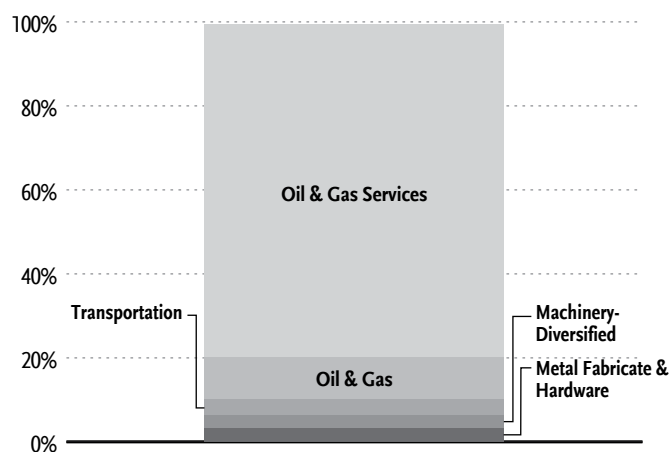 100%
80%
60%
Oil & Gas Services
40%
Transportation
Machinery-
Diversified
20%
Oil & Gas
Metal Fabricate &
Hardware
0%